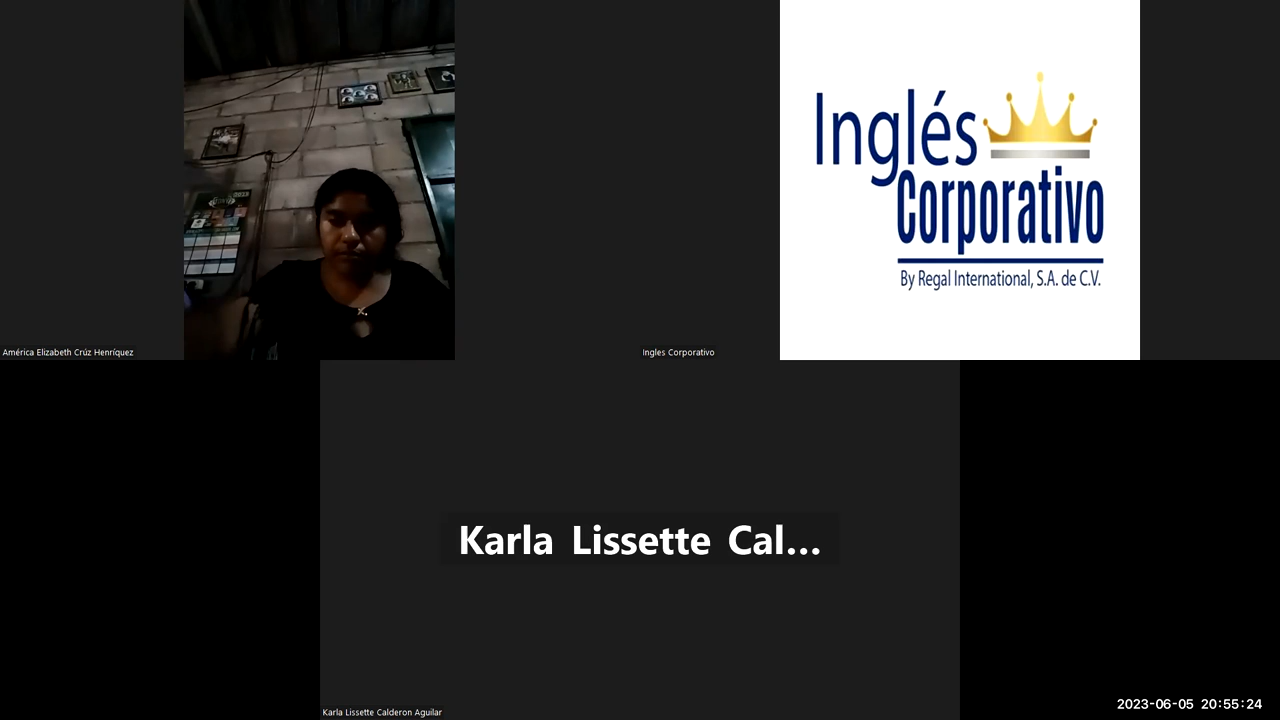 Inglés
Corporativo
By Regal International, S.A. de C.V.
América Elizabeth Crúz Henríquez
Ingles Corporativo
Karla Lissette Cal...
Karla Lissette Calderon Aguilar
2023-06-05 20:55:24